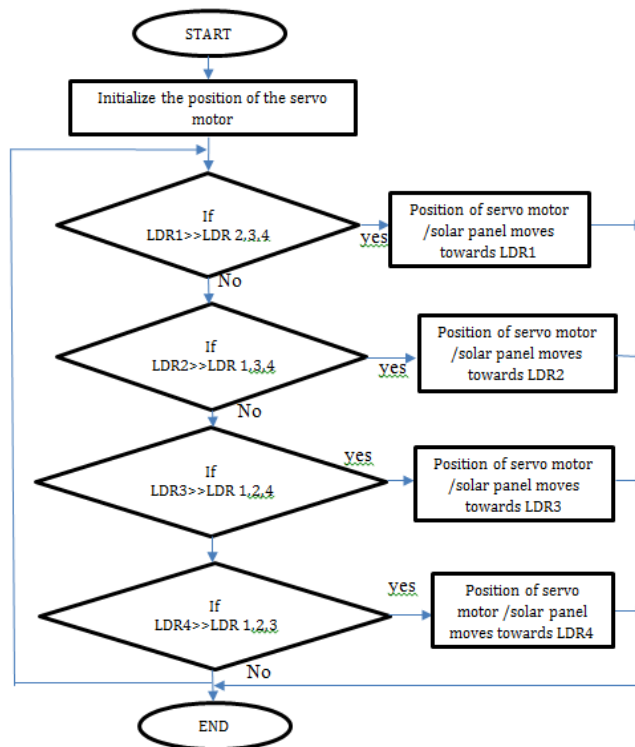 START
Initialize the position of the servo
motor
If
LDR1>>LDR 2,3,4
yes
Position of servo motor
/solar panel moves
towards LDR1
No
If
LDR2>>LDR 1,3,4
yes
Position of servo motor
/solar panel moves
towards LDR2
No
If
LDR3>>LDR 1,2,4
yes
Position of servo motor
/solar panel moves
towards LDR3
If
LDR4>>LDR 1,2,3
yes
Position of servo
motor /solar panel
moves towards LDR4
No
END